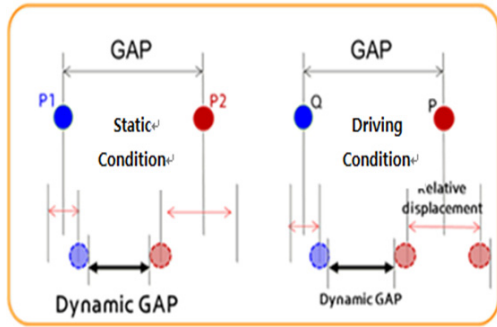 GAP
P1
P2
Static
Condition
Dynamic GAP
GAP
Q
P
Driving
Condition
Relative
displacement
Dynamic GAP